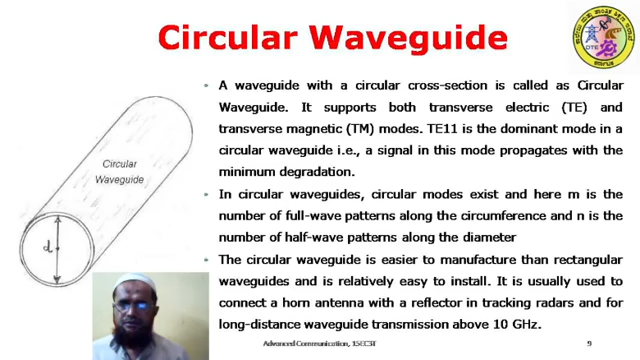 Circular Waveguide
DTE
• A waveguide with a circular cross-section is called as Circular
Waveguide. It supports both transverse electric (TE) and
transverse magnetic (TM) modes. TE11 is the dominant mode in a
circular waveguide i.e., a signal in this mode propagates with the
minimum degradation.
• In circular waveguides, circular modes exist and here m is the
number of full-wave patterns along the circumference and n is the
number of half-wave patterns along the diameter
• The circular waveguide is easier to manufacture than rectangular
waveguides and is relatively easy to install. It is usually used to
connect a horn antenna with a reflector in tracking radars and for
long-distance waveguide transmission above 10 GHz.
Circular
Waveguide
d
Advanced Communication, 15EC5T
9